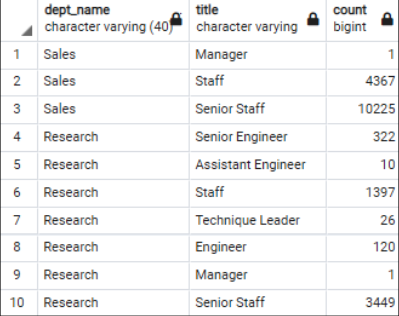 dept_name title count
character varying (40) character varying bigint
1 Sales Manager 1
2 Sales Staff 4367
3 Sales Senior Staff 10225
4 Research Senior Engineer 322
5 Research Assistant Engineer 10
6 Research Staff 1397
7 Research Technique Leader 26
8 Research Engineer 120
9 Research Manager 1
10 Research Senior Staff 3449